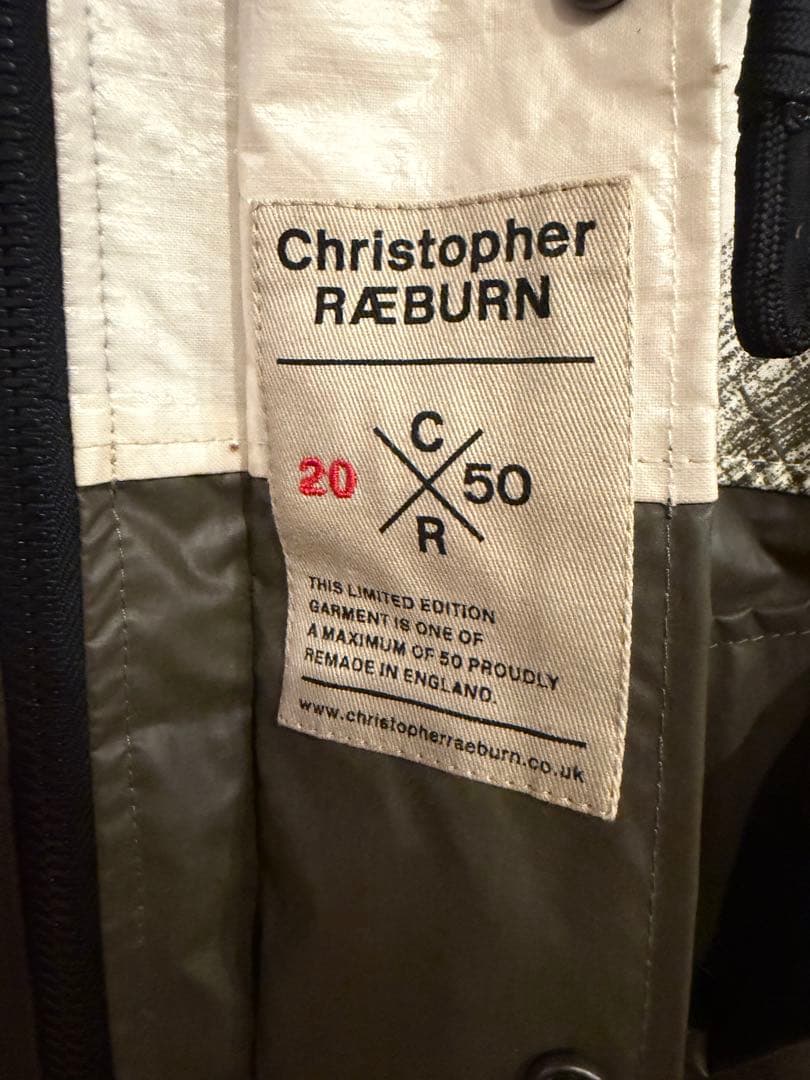 Christopher
RÆBURN
C
20 50
R
THIS LIMITED EDITION
GARMENT IS ONE OF
A MAXIMUM OF 50 PROUDLY
REMADE IN ENGLAND.
www.christopherraeburn.co.uk